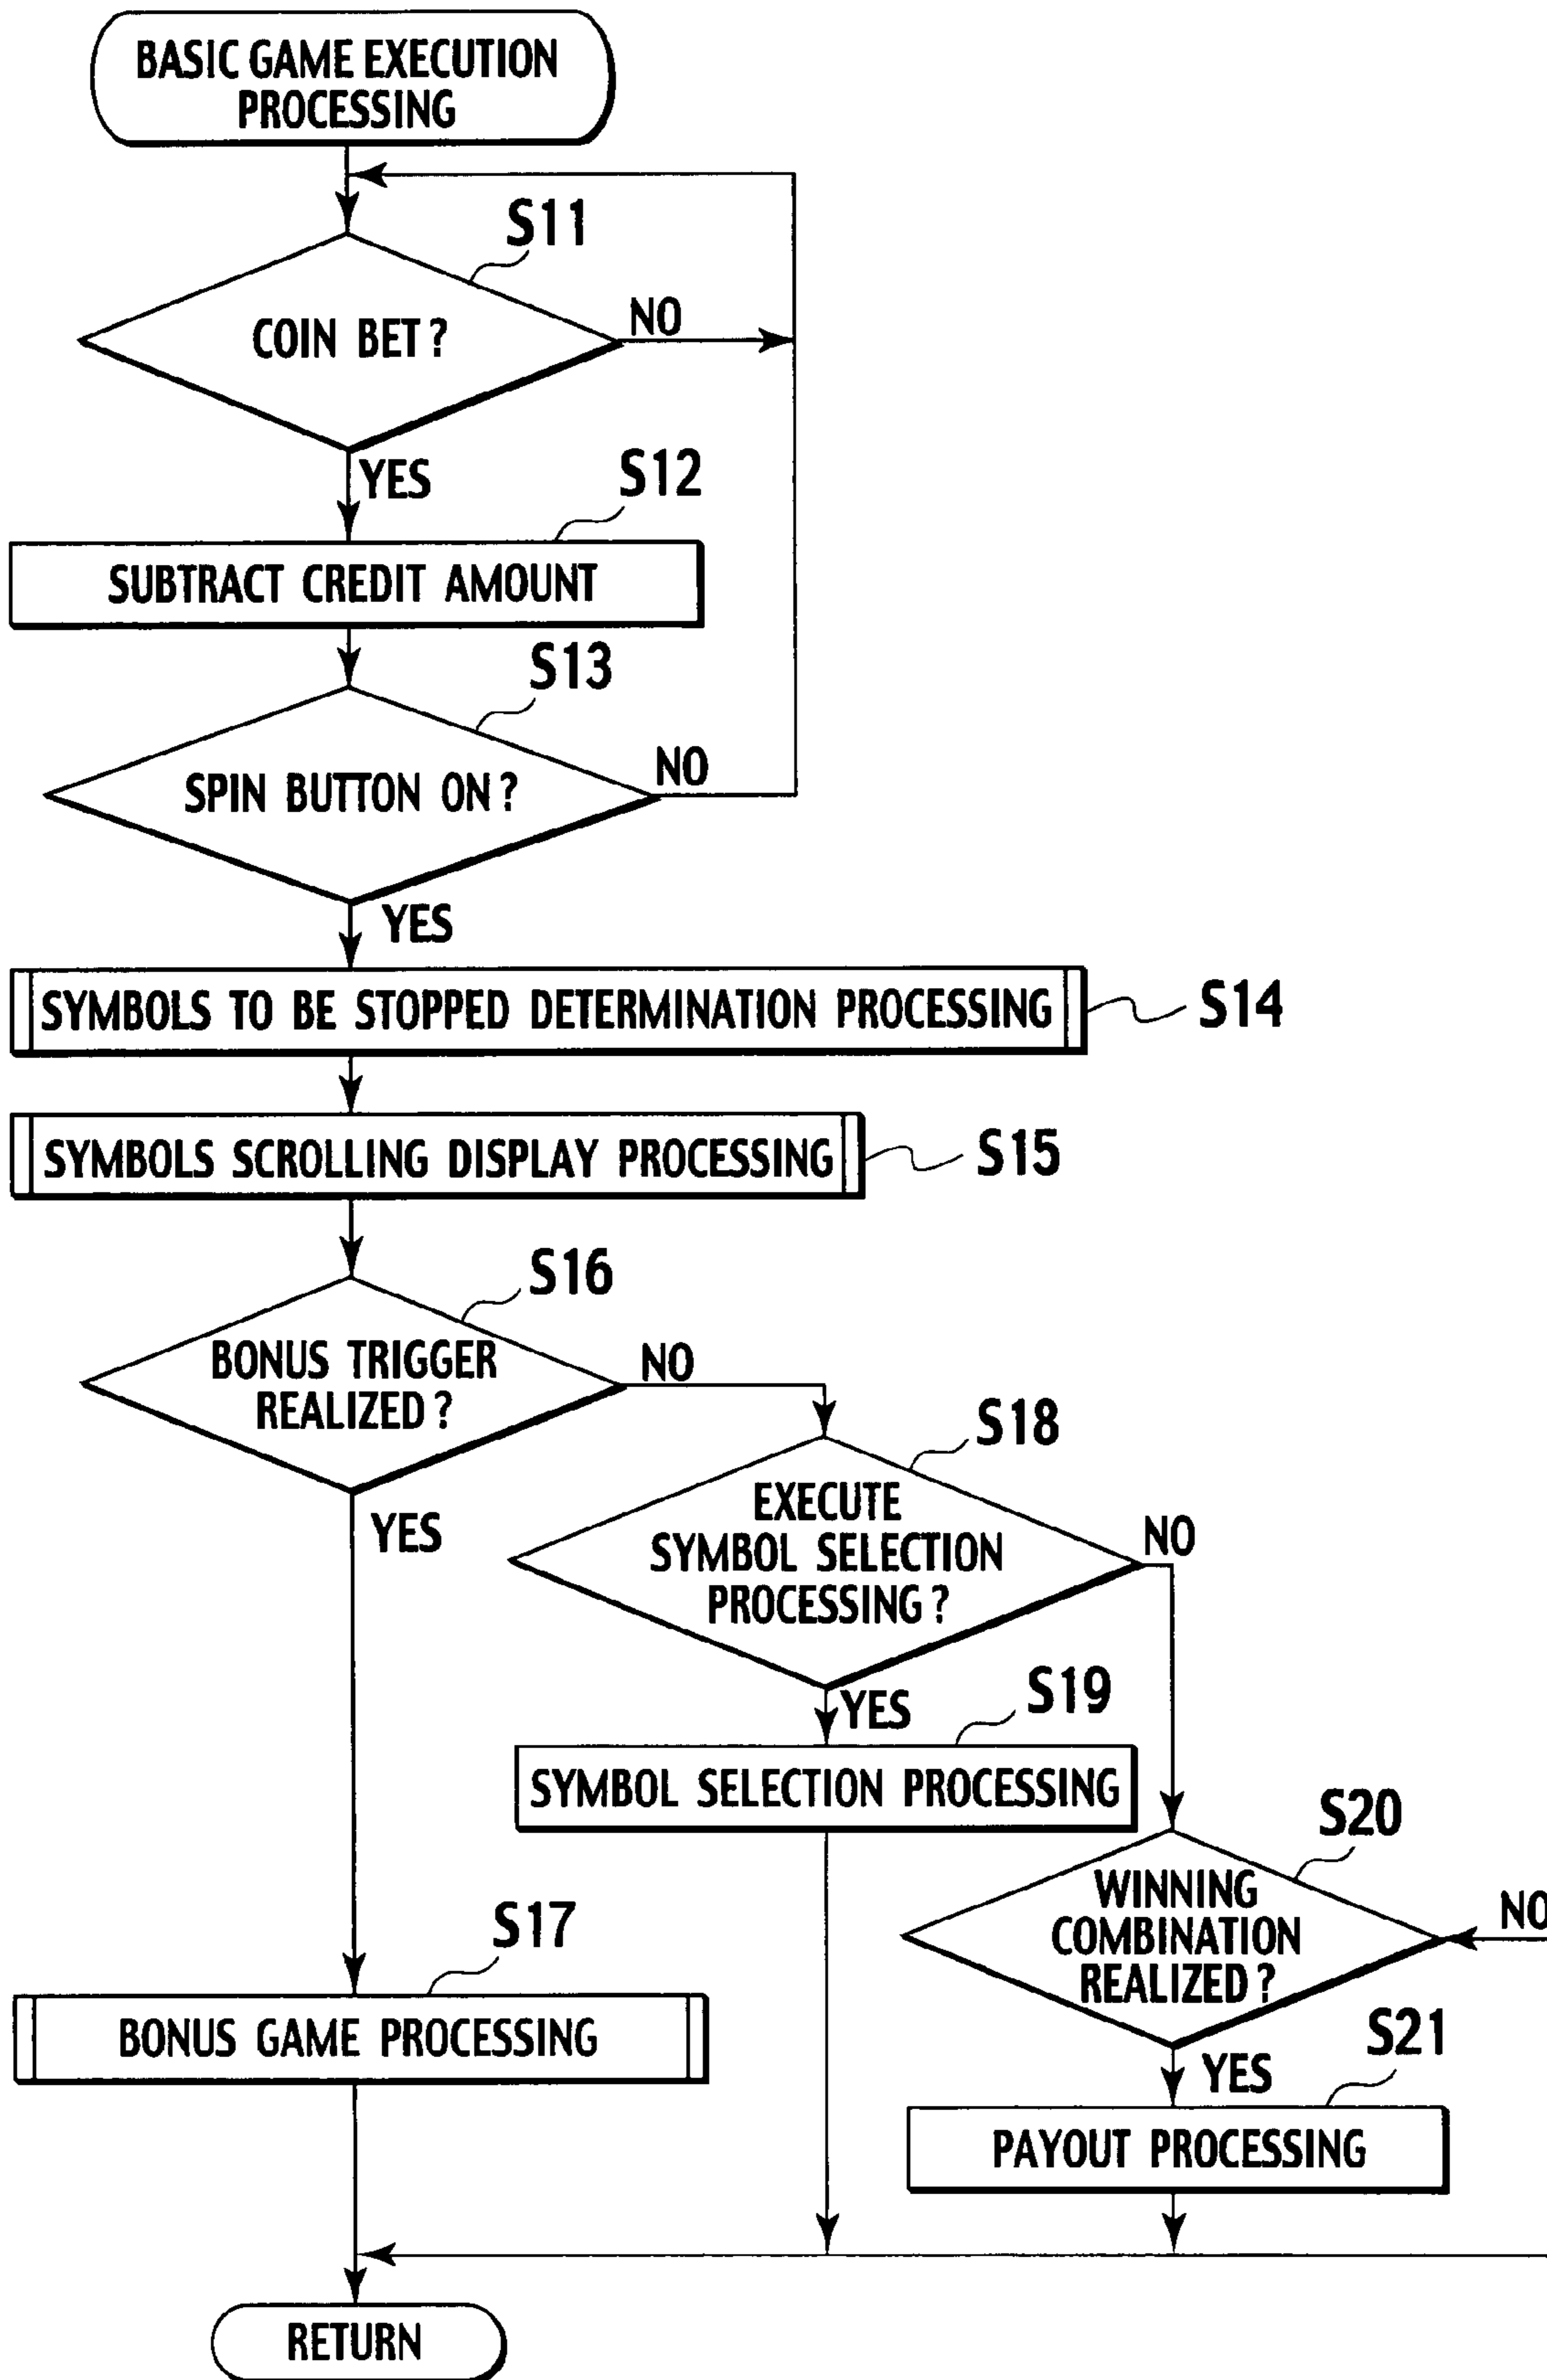 BASIC GAME EXECUTION
PROCESSING
S11
COIN BET?
NO
YES
S12
SUBTRACT CREDIT AMOUNT
S13
SPIN BUTTON ON?
NO
YES
SYMBOLS TO BE STOPPED DETERMINATION PROCESSING
S14
SYMBOLS SCROLLING DISPLAY PROCESSING
S15
S16
BONUS TRIGGER
REALIZED?
NO
YES
S18
EXECUTE
SYMBOL SELECTION
PROCESSING?
NO
YES
S19
SYMBOL SELECTION PROCESSING
S20
WINNING
COMBINATION
REALIZED?
NO
S17
BONUS GAME PROCESSING
YES
S21
PAYOUT PROCESSING
RETURN